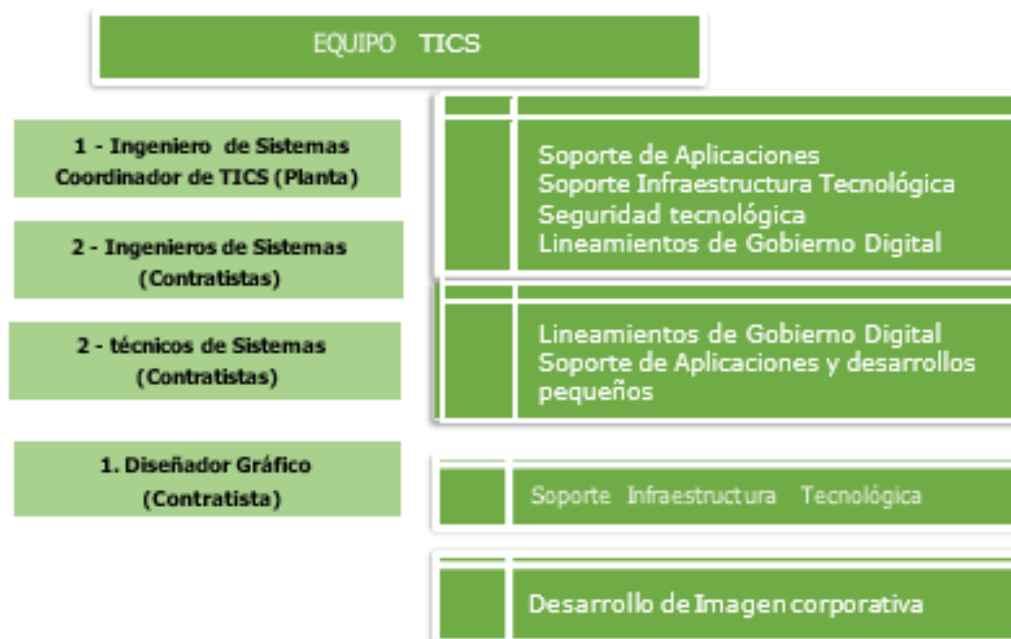 EQUIPO TICS
1 - Ingeniero de Sistemas
Coordinador de TICS (Planta)
2 - Ingenieros de Sistemas
(Contratistas)
2 - técnicos de Sistemas
(Contratistas)
1. Diseñador Gráfico
(Contratista)
Soporte de Aplicaciones
Soporte Infraestructura Tecnológica
Seguridad tecnológica
Lineamientos de Gobierno Digital
Lineamientos de Gobierno Digital
Soporte de Aplicaciones y desarrollos
pequeños
Soporte Infraestructura Tecnológica
Desarrollo de Imagen corporativa